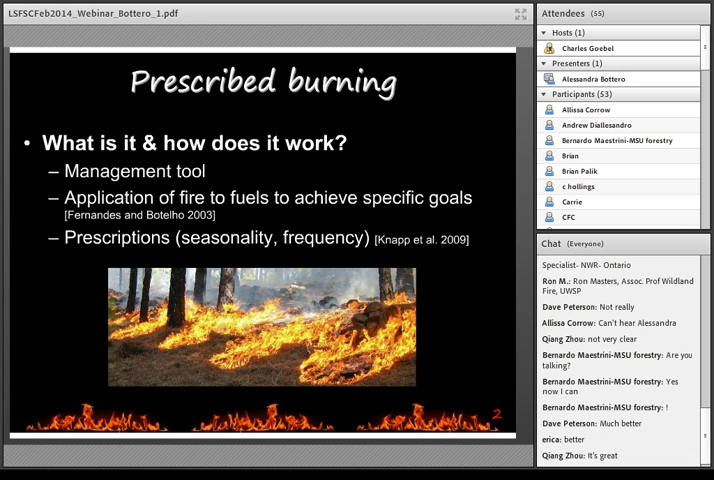 LSFSCFeb2014_Webinar_Bottero_1.pdf
Prescribed burning
• What is it & how does it work?
– Management tool
– Application of fire to fuels to achieve specific goals
[Fernandes and Botelho 2003]
– Prescriptions (seasonality, frequency) [Knapp et al. 2009]
2
Attendees (55)
Hosts (1)
Charles Goebel
Presenters (1)
Alessandra Bottero
Participants (53)
Allissa Corrow
Andrew Diallesandro
Bernardo Maestrini-MSU forestry
Brian
Brian Palik
c hollings
Carrie
CFC
Chat (Everyone)
Specialist- NWR- Ontario
Ron M.: Ron Masters, Assoc. Prof Wildland
Fire, UWSP
Dave Peterson: Not really
Allissa Corrow: Can't hear Alessandra
Qiang Zhou: not very clear
Bernardo Maestrini-MSU forestry: Are you
talking?
Bernardo Maestrini-MSU forestry: Yes
now I can
Bernardo Maestrini-MSU forestry: !
Dave Peterson: Much better
erica: better
Qiang Zhou: It's great